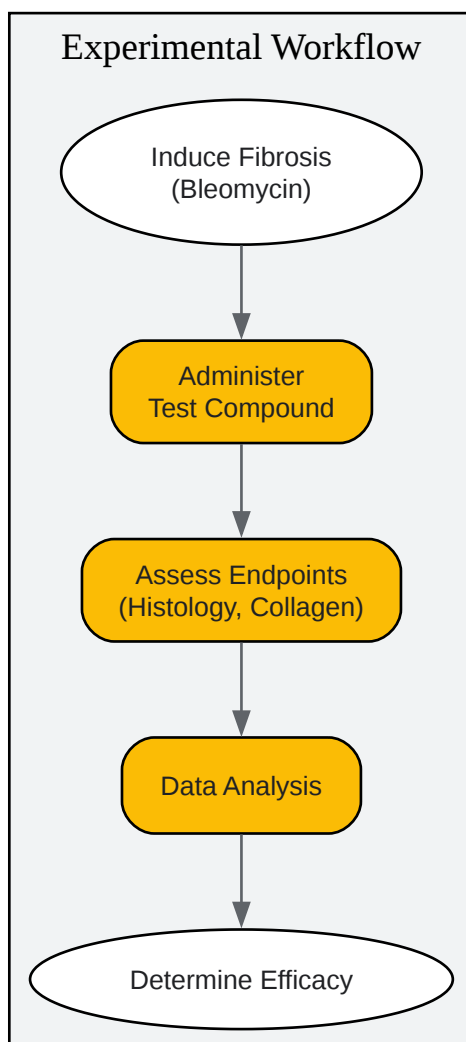 Experimental Workflow
Induce Fibrosis
(Bleomycin)
Administer
Test Compound
Assess Endpoints
(Histology, Collagen)
Data Analysis
Determine Efficacy